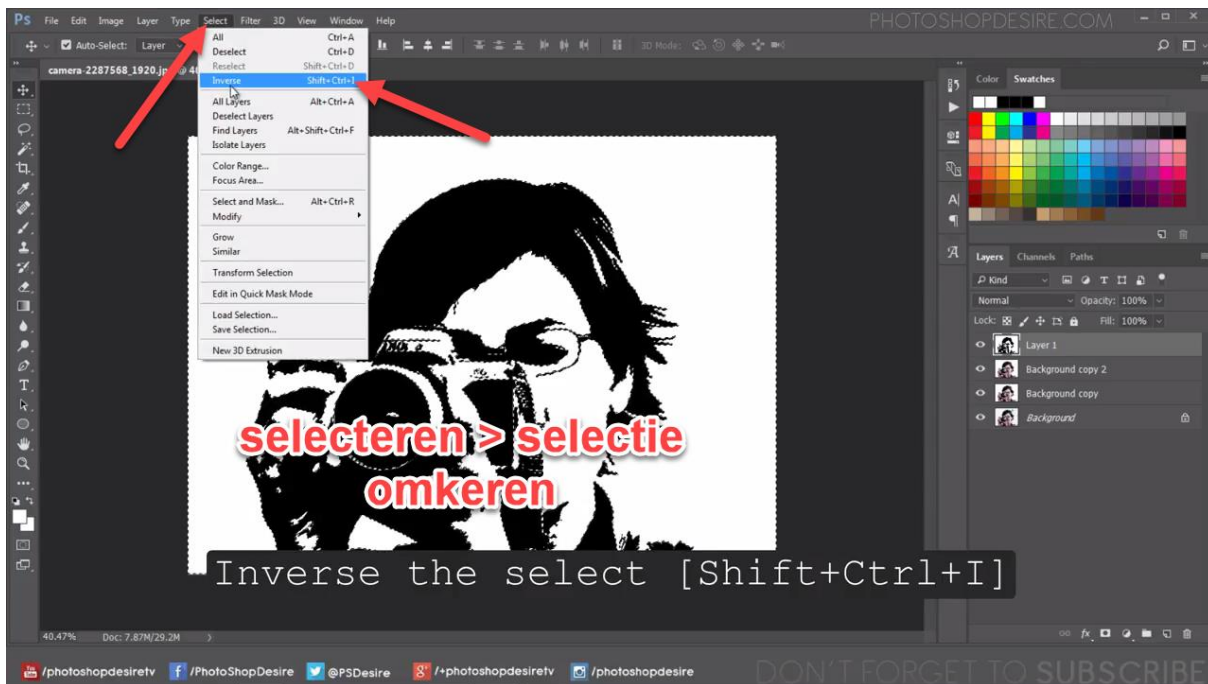 Ps File Edit Image Layer Type Select Filter 3D View Window Help
PHOTOSHOPDESIRE.COM
Auto-Select: Layer
3D Mode:
camera-2287568_1920.jp
All Ctrl+A
Deselect Ctrl+D
Reselect Shift+Ctrl+D
Inverse Shift+Ctrl+I
All Layers Alt+Ctrl+A
Deselect Layers
Find Layers Alt+Shift+Ctrl+F
Isolate Layers
Color Range...
Focus Area...
Select and Mask... Alt+Ctrl+R
Modify
Grow
Similar
Transform Selection
Edit in Quick Mask Mode
Load Selection...
Save Selection...
New 3D Extrusion
Color Swatches
Layers Channels Paths
Kind
Normal Opacity: 100%
Lock: Fill: 100%
Layer 1
Background copy 2
Background copy
Background
selecteren > selectie
omkeren
Inverse the select [Shift+Ctrl+I]
40.47% Doc: 7.87M/29.2M
/photoshopdesiretv /PhotoShopDesire @PSDesire /+photoshopdesiretv /photoshopdesire
DON'T FORGET TO SUBSCRIBE